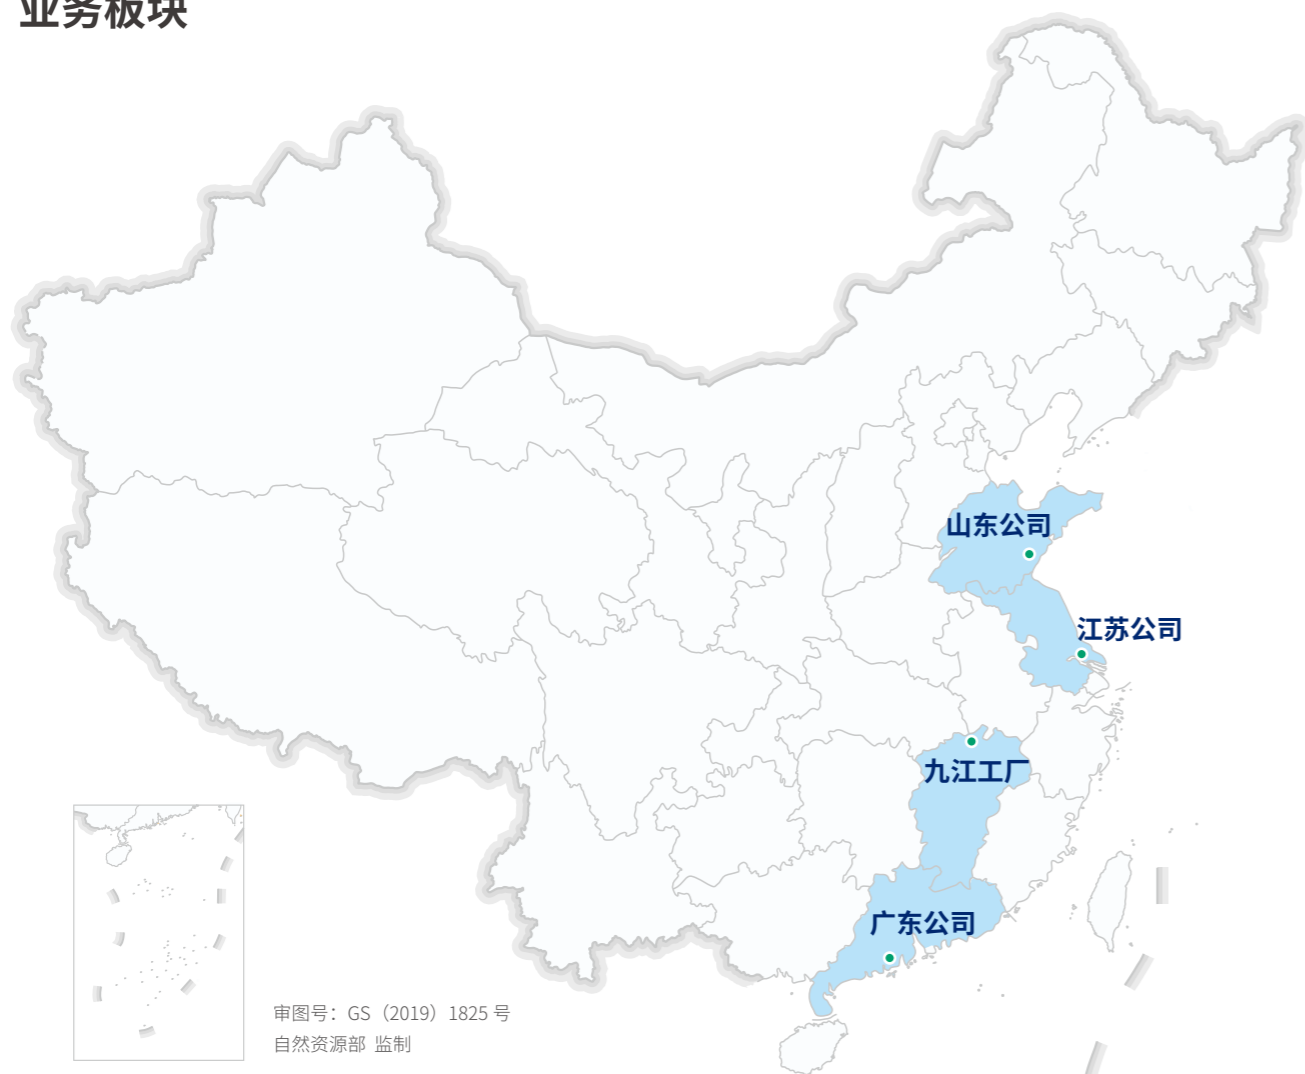 业务板块
山东公司
江苏公司
九江工厂
广东公司
审图号：GS（2019）1825 号
自然资源部 监制